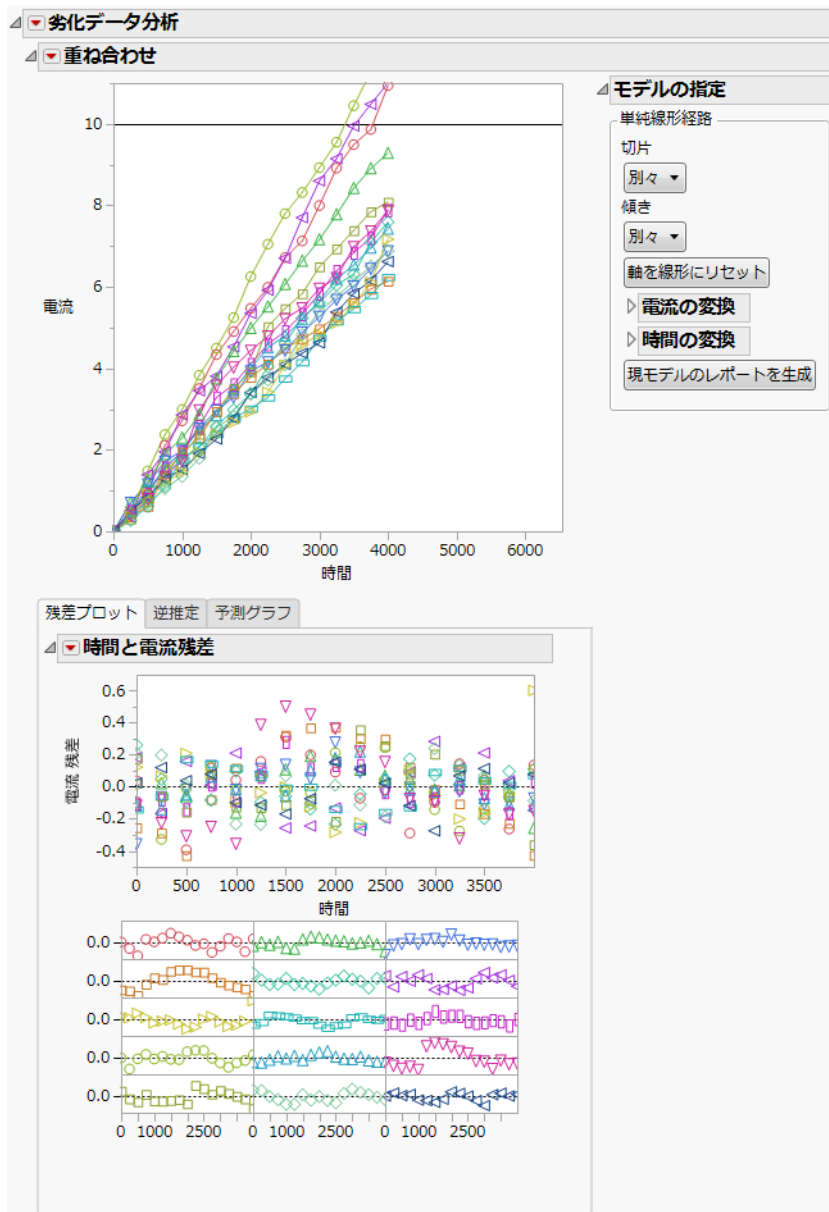 劣化データ分析
重ね合わせ
10
8
6
4
2
0
電流
0 1000 2000 3000 4000 5000 6000
時間
モデルの指定
単純線形経路
切片
別々
傾き
別々
軸を線形にリセット
電流の変換
時間の変換
現モデルのレポートを生成
残差プロット 逆推定 予測グラフ
時間と電流残差
0.6
0.4
0.2
0.0
-0.2
-0.4
電流 残差
0 500 1000 1500 2000 2500 3000 3500
時間
0.0
0.0
0.0
0.0
0.0
0 1000 2500 0 1000 2500 0 1000 2500